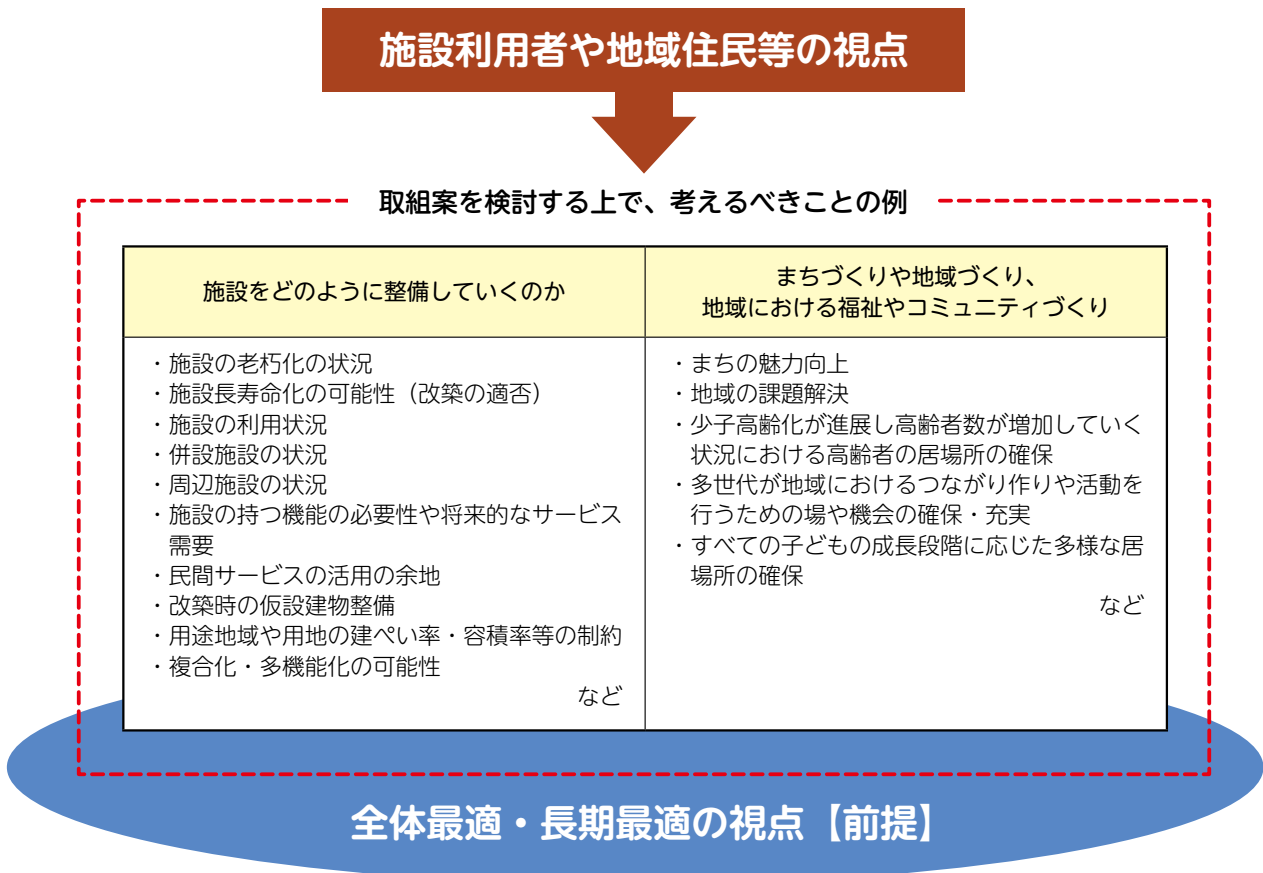 施設利用者や地域住民等の視点
取組案を検討する上で、考えるべきことの例
施設をどのように整備していくのか
まちづくりや地域づくり、
地域における福祉やコミュニティづくり
・施設の老朽化の状況
・施設長寿命化の可能性（改築の適否）
・施設の利用状況
・併設施設の状況
・周辺施設の状況
・施設の持つ機能の必要性や将来的なサービス
需要
・民間サービスの活用の余地
・改築時の仮設建物整備
・用途地域や用地の建ぺい率・容積率等の制約
・複合化・多機能化の可能性
など
・まちの魅力向上
・地域の課題解決
・少子高齢化が進展し高齢者数が増加していく
状況における高齢者の居場所の確保
・多世代が地域におけるつながり作りや活動を
行うための場や機会の確保・充実
・すべての子どもの成長段階に応じた多様な居
場所の確保
など
全体最適・長期最適の視点【前提】